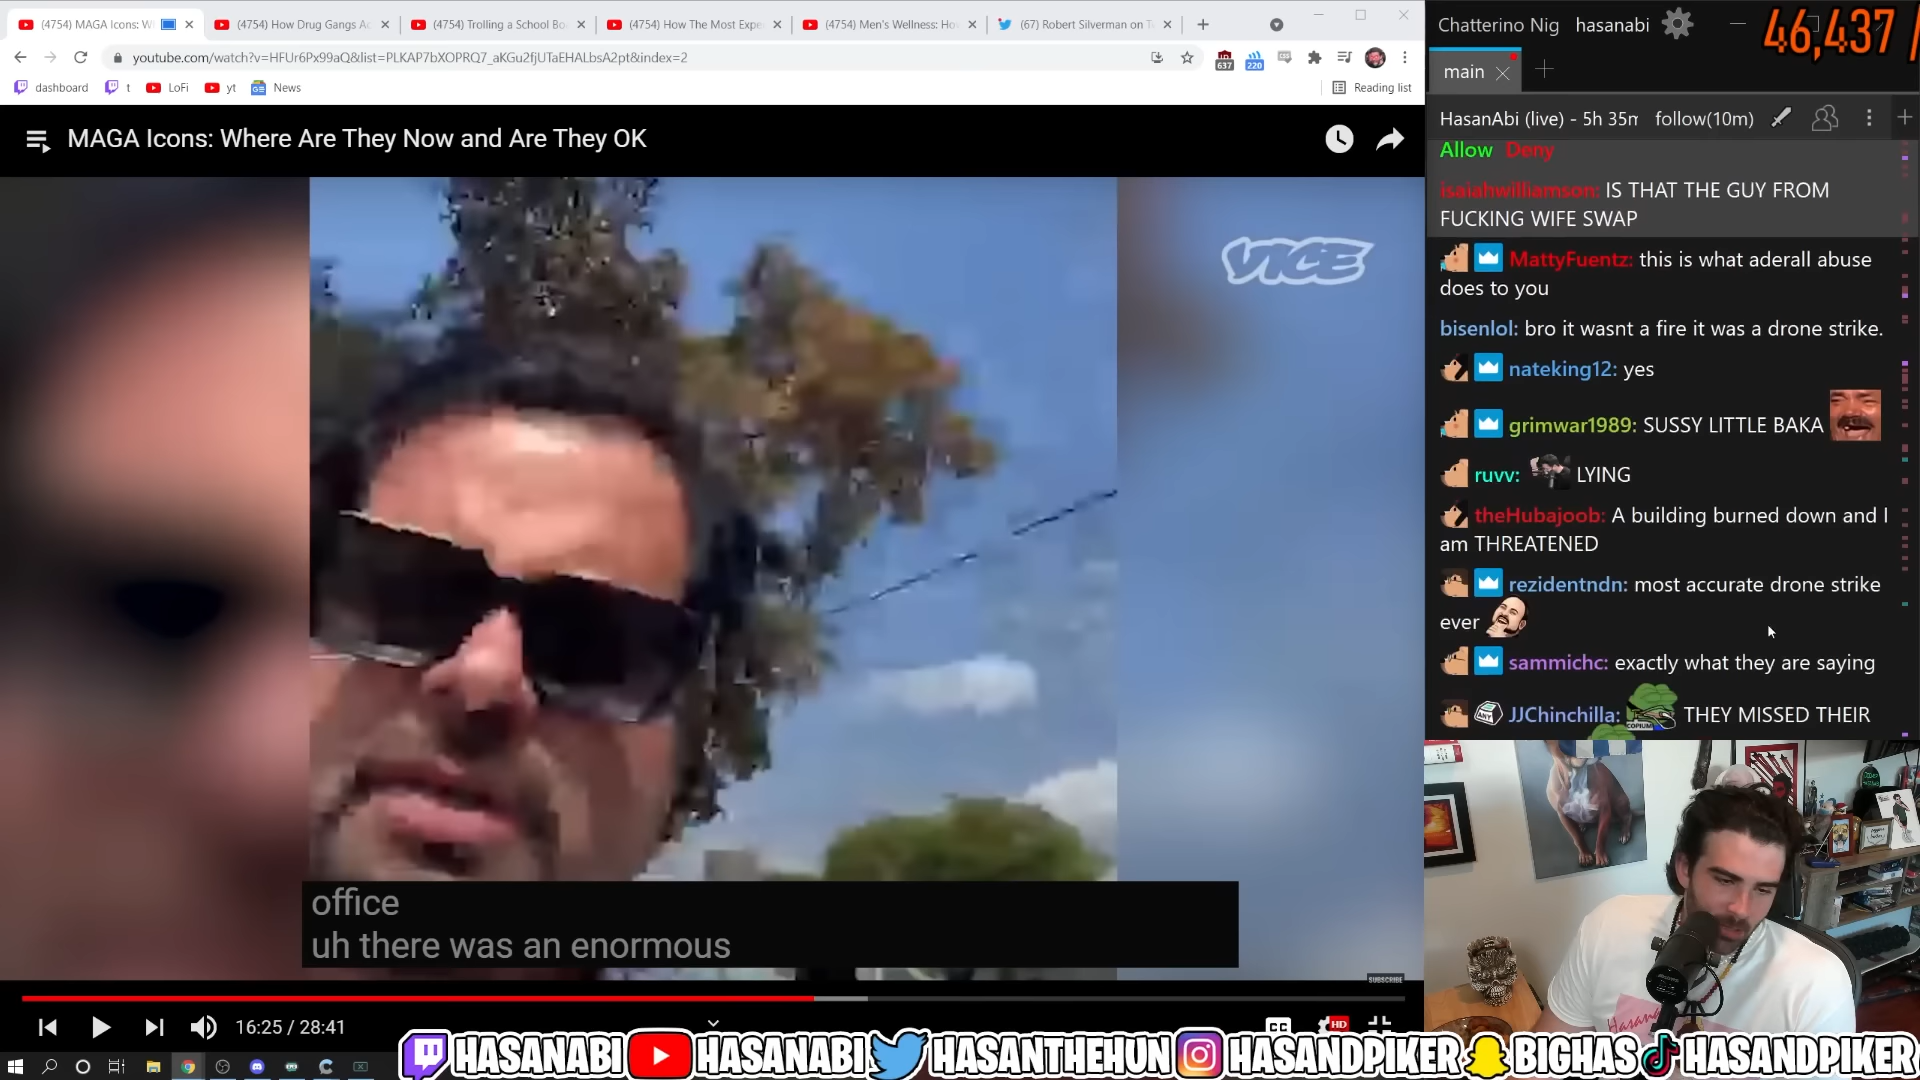 (4754) MAGA Icons: W
(4754) How Drug Gangs Ac
(4754) Trolling a School Bo
(4754) How The Most Expe
(4754) Men's Wellness: Ho
(67) Robert Silverman on T
youtube.com/watch?v=HFUr6Px99aQ&list=PLKAP7bXOPRQ7_aKGu2fjUTaEHALbsA2pt&index=2
637
220
dashboard
t
LoFi
yt
News
Reading list
MAGA Icons: Where Are They Now and Are They OK
VICE
office
uh there was an enormous
SUBSCRIBE
16:25 / 28:41
CC
HD
Chatterino Nig
hasanabi
46,437 /
main
HasanAbi (live) - 5h 35m
follow(10m)
Allow Deny
isaiahwilliamson: IS THAT THE GUY FROM
FUCKING WIFE SWAP
MattyFuentz: this is what aderall abuse
does to you
bisenlol: bro it wasnt a fire it was a drone strike.
nateking12: yes
grimwar1989: SUSSY LITTLE BAKA
ruvv: LYING
theHubajoob: A building burned down and I
am THREATENED
rezidentndn: most accurate drone strike
ever
sammichc: exactly what they are saying
JJChinchilla: COPIUM THEY MISSED THEIR
HASANABI HASANABI HASANTHEHUN HASANDPIKER BIGHAS HASANDPIKER